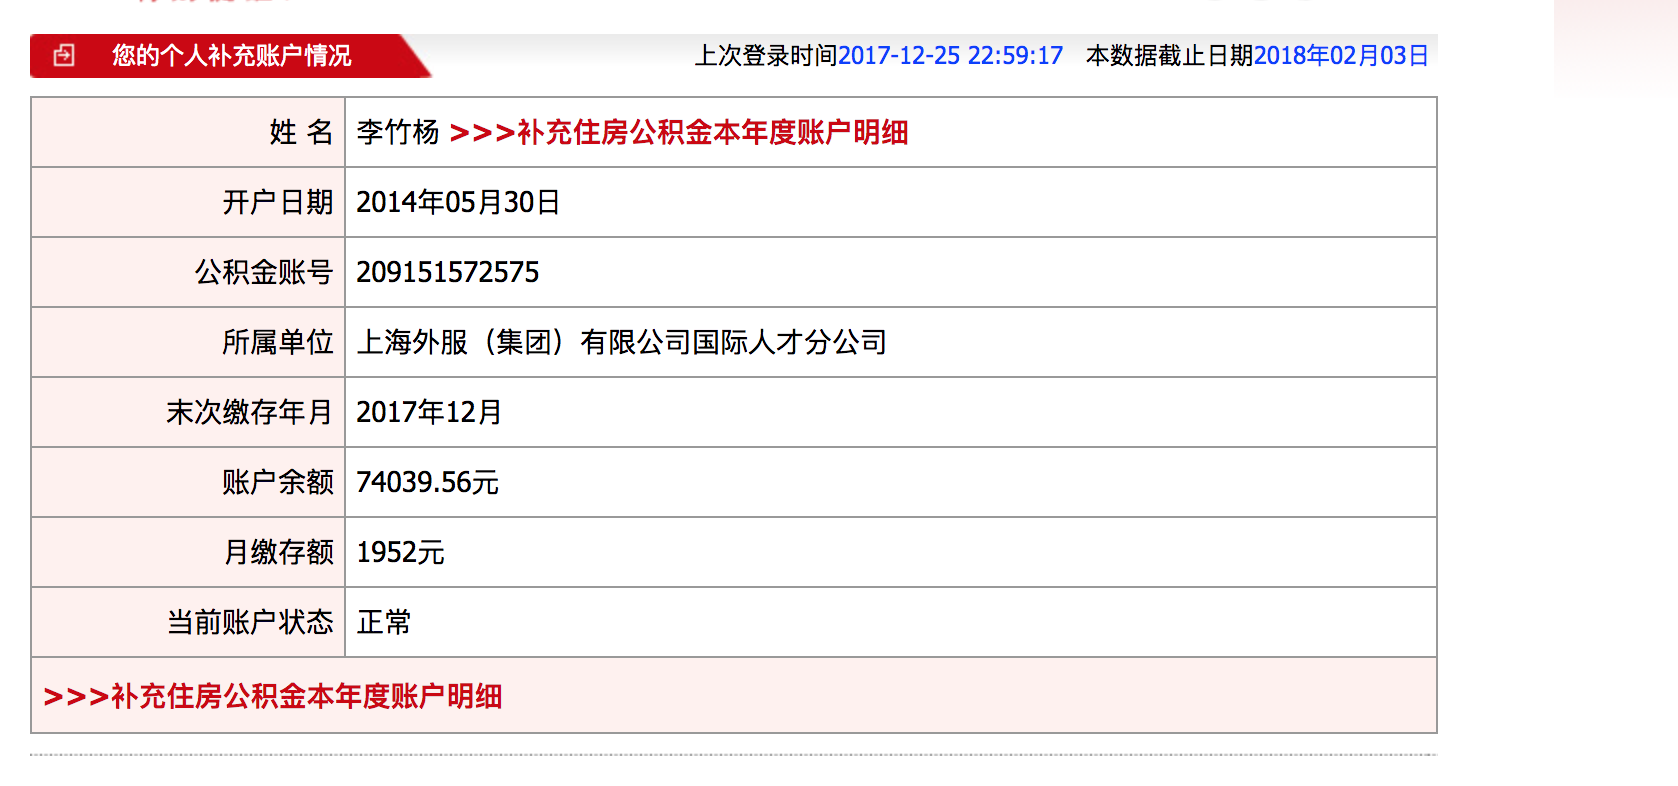 您的个人补充账户情况 上次登录时间2017-12-25 22:59:17 本数据截止日期2018年02月03日
姓 名 李竹杨 >>>补充住房公积金本年度账户明细
开户日期 2014年05月30日
公积金账号 209151572575
所属单位 上海外服（集团）有限公司国际人才分公司
末次缴存年月 2017年12月
账户余额 74039.56元
月缴存额 1952元
当前账户状态 正常
>>>补充住房公积金本年度账户明细